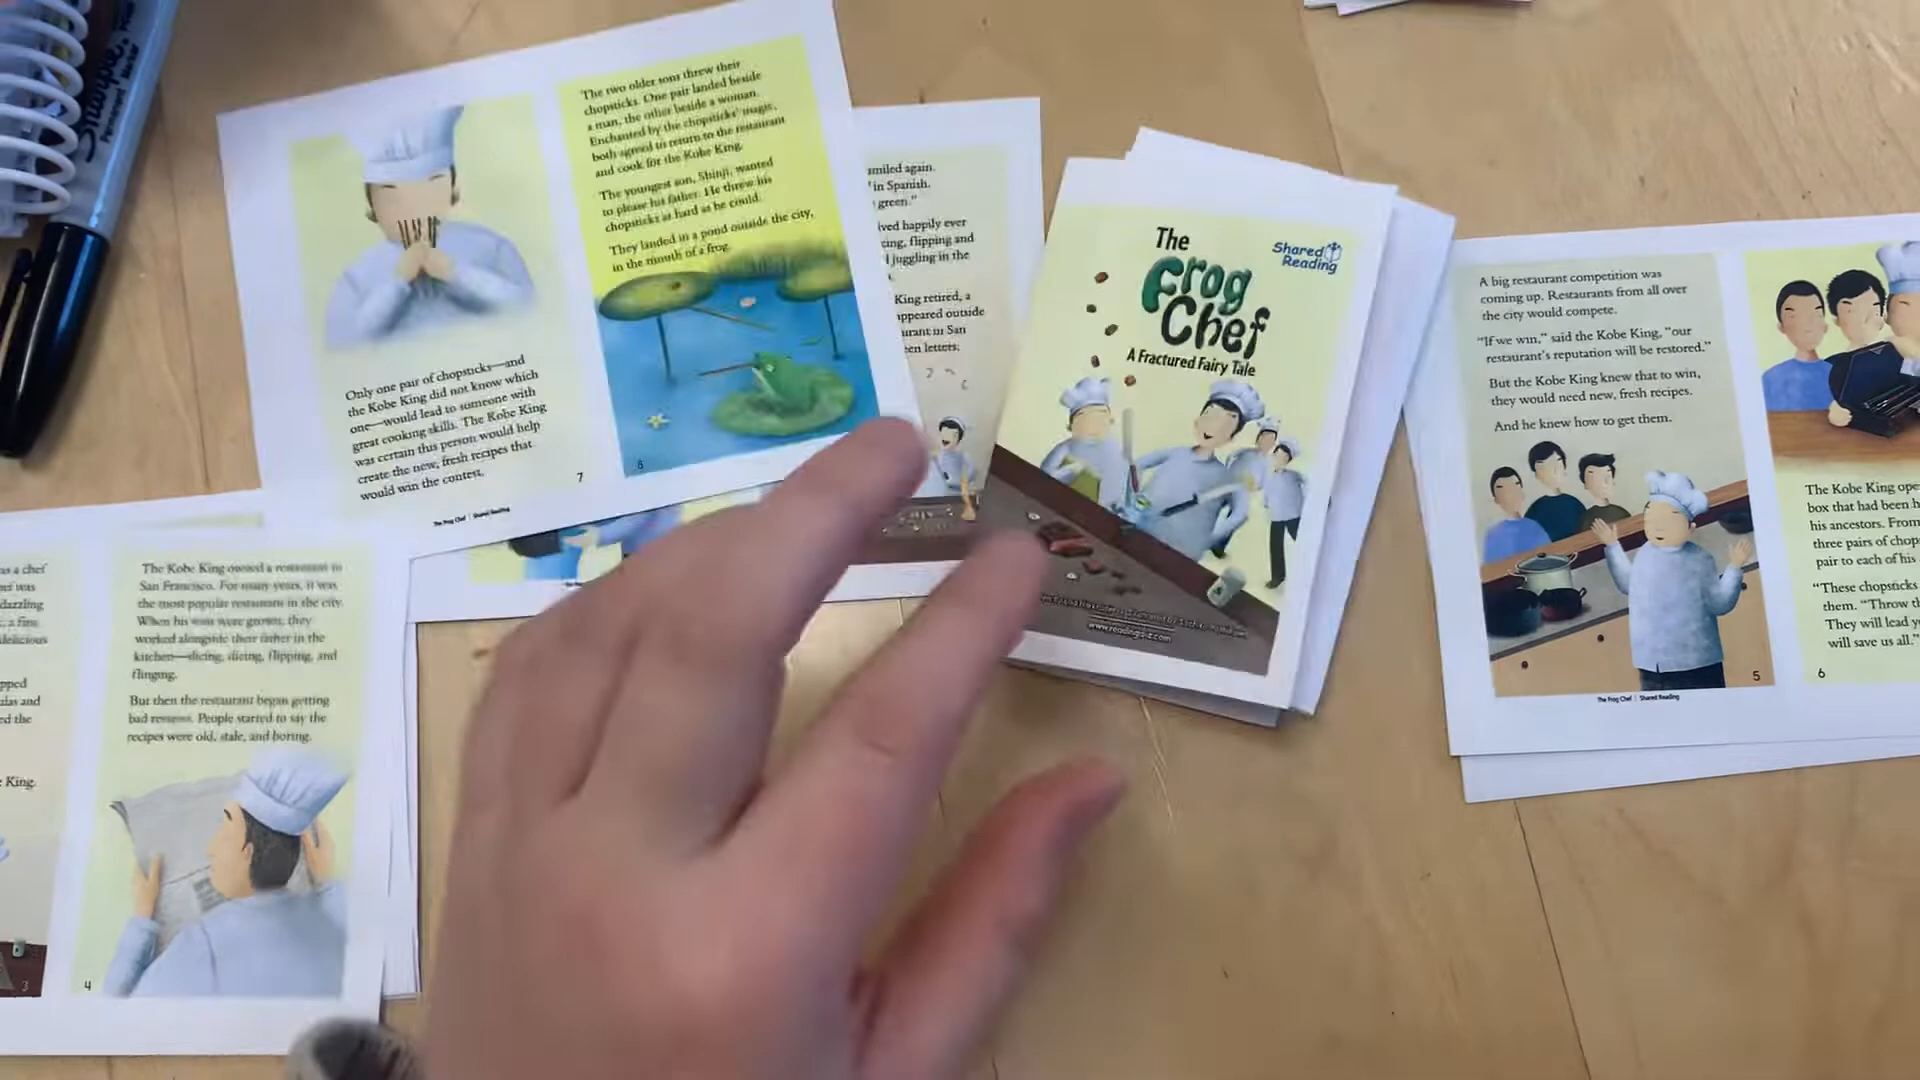 Sharpie
Permanent Marker
The two older sons threw their
chopsticks. One pair landed beside
a man, the other beside a woman.
Enchanted by the chopsticks' magic,
both agreed to return to the restaurant
and cook for the Kobe King.
The youngest son, Shinji, wanted
to please his father. He threw his
chopsticks as hard as he could.
They landed in a pond outside the city,
in the mouth of a frog.
8
Only one pair of chopsticks—and
the Kobe King did not know which
one—would lead to someone with
great cooking skills. The Kobe King
was certain this person would help
create the new, fresh recipes that
would win the contest.
7
The Frog Chef | Shared Reading
smiled again.
in Spanish.
green."
ived happily ever
cing, flipping and
juggling in the
King retired, a
appeared outside
urant in San
een letters:
The
Frog
Chef
A Fractured Fairy Tale
Shared
Reading
www.readinga-z.com
A big restaurant competition was
coming up. Restaurants from all over
the city would compete.
"If we win," said the Kobe King, "our
restaurant's reputation will be restored."
But the Kobe King knew that to win,
they would need new, fresh recipes.
And he knew how to get them.
5
The Frog Chef | Shared Reading
The Kobe King ope
box that had been h
his ancestors. From
three pairs of chop
pair to each of his
"These chopsticks
them. "Throw th
They will lead y
will save us all."
6
as a chef
was
dazzling
, a fine
delicious
pped
ulas and
ed the
King.
3
The Kobe King owned a restaurant in
San Francisco. For many years, it was
the most popular restaurant in the city.
When his sons were grown, they
worked alongside their father in the
kitchen—slicing, dicing, flipping, and
flinging.
But then the restaurant began getting
bad reviews. People started to say the
recipes were old, stale, and boring.
4